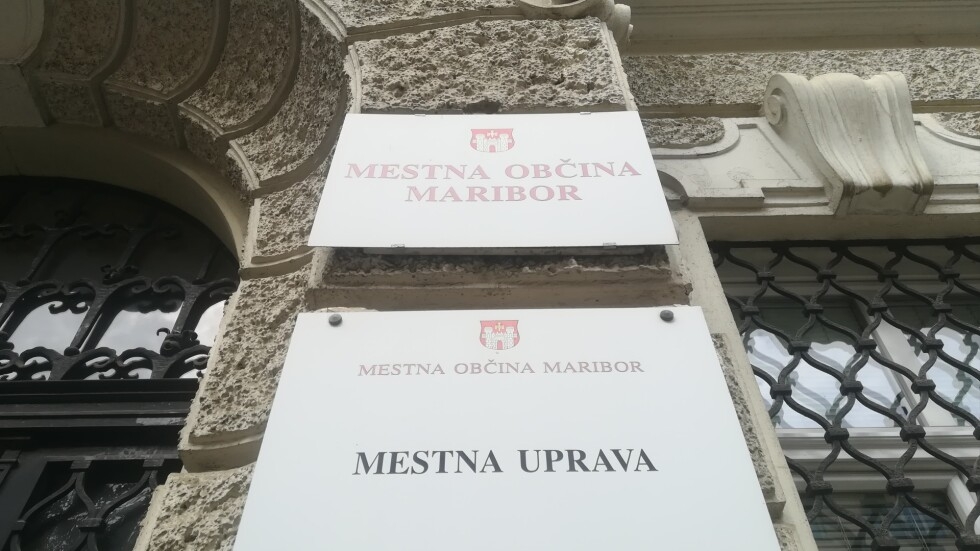 MESTNA OBČINA
MARIBOR
MESTNA OBČINA MARIBOR
MESTNA UPRAVA